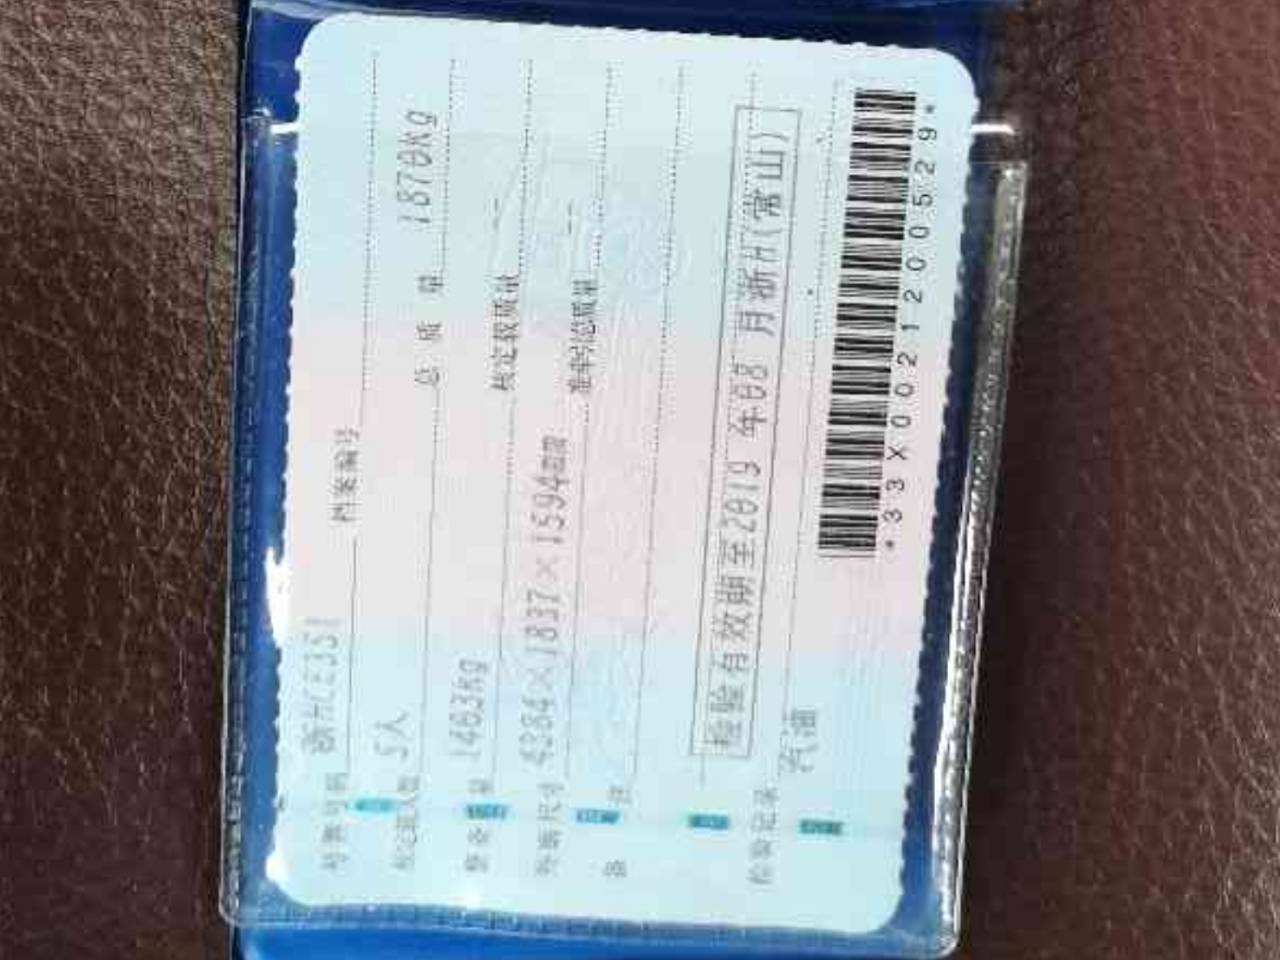 号牌号码 浙HCE351 档案编号
核定载人数 5人 总质量 1870Kg
整备质量 1463Kg 核定载质量 --
外廓尺寸 4384×1837×1594mm 准牵引总质量 --
备注
检验有效期至2019年08月浙H(常山)
检验记录
汽油
*33X0021200529*